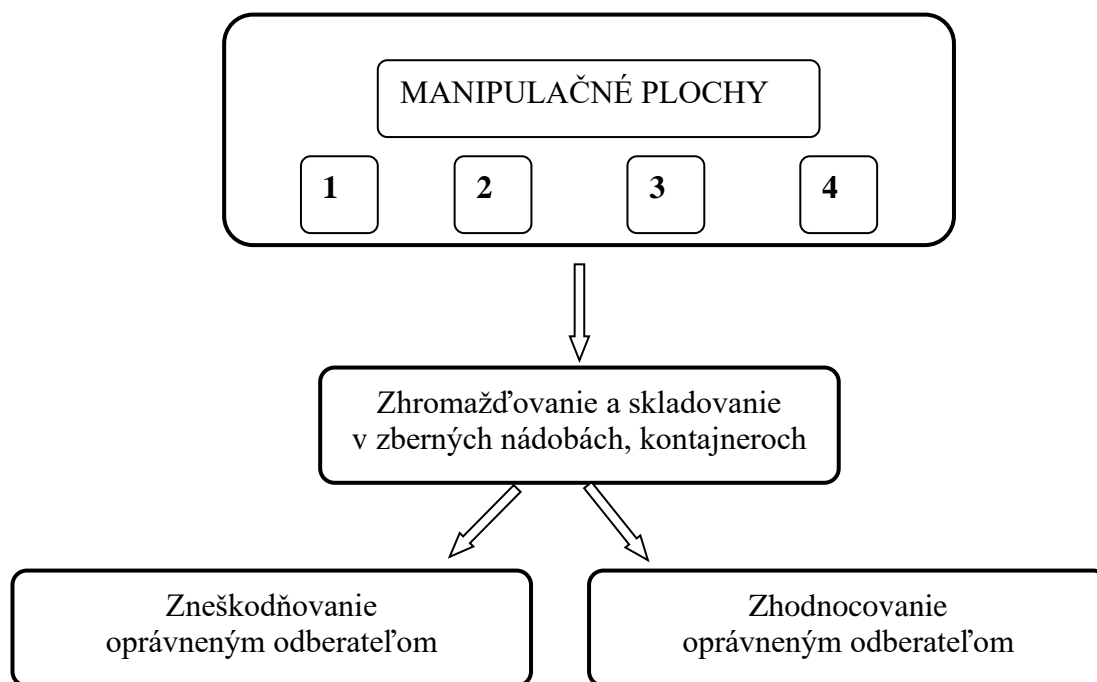 MANIPULAČNÉ PLOCHY
1 2 3 4
Zhromažďovanie a skladovanie
v zberných nádobách, kontajneroch
Zneškodňovanie
oprávneným odberateľom
Zhodnocovanie
oprávneným odberateľom